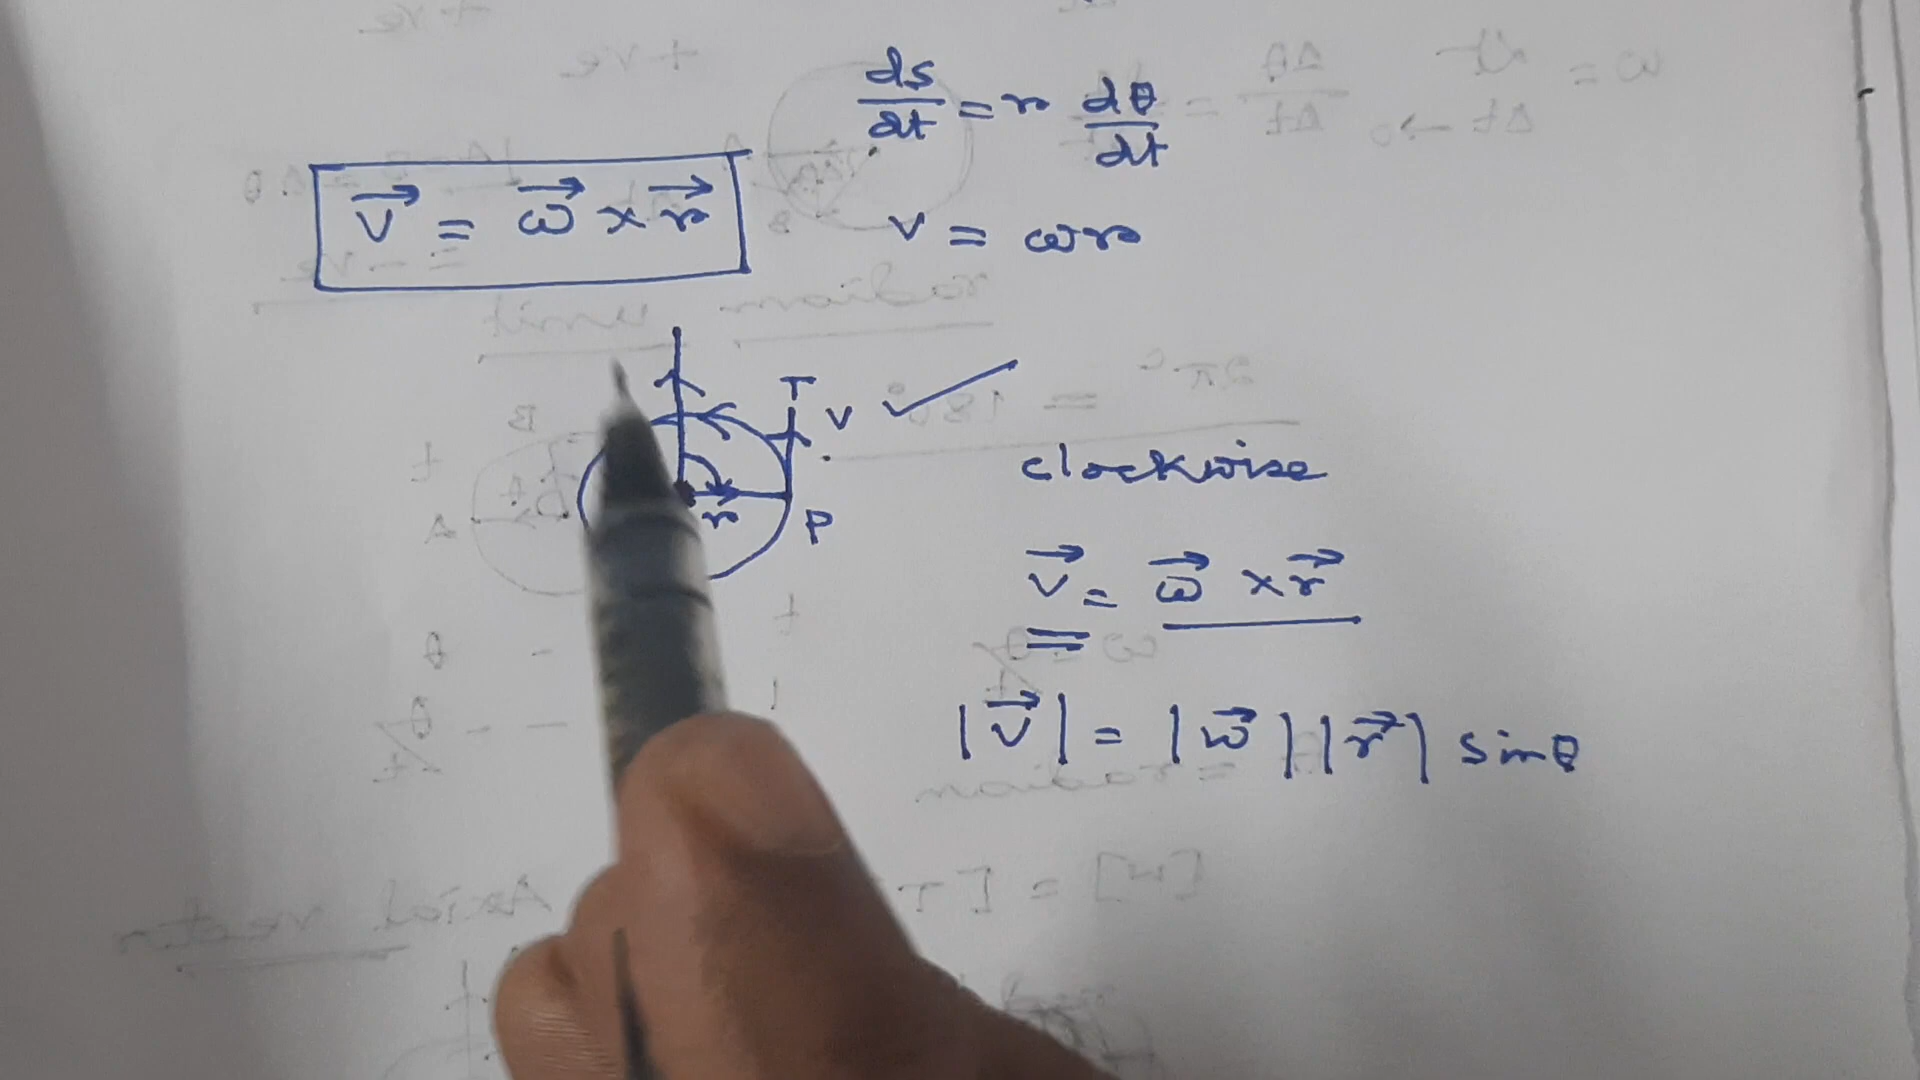 ds/dt = r dθ/dt
v⃗ = ω⃗ × r⃗
v = ωr
T
v ✓
r
P
clockwise
v⃗ = ω⃗ × r⃗
|v⃗| = |ω⃗| |r⃗| sinθ